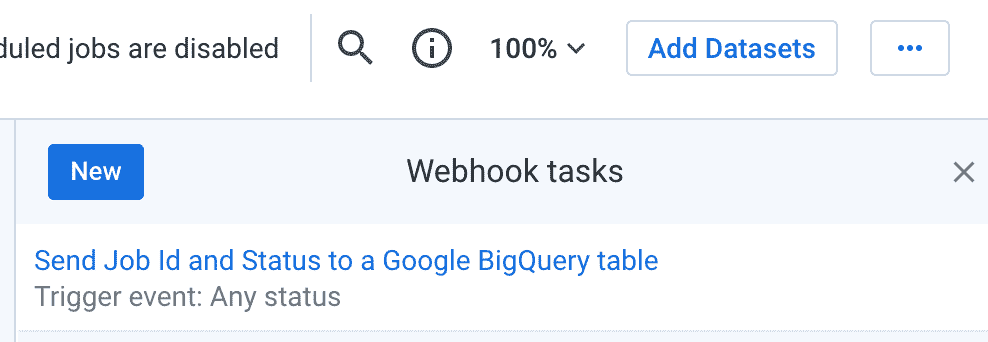 jobs are disabled
100%
Add Datasets
...
New
Webhook tasks
Send Job Id and Status to a Google BigQuery table
Trigger event: Any status